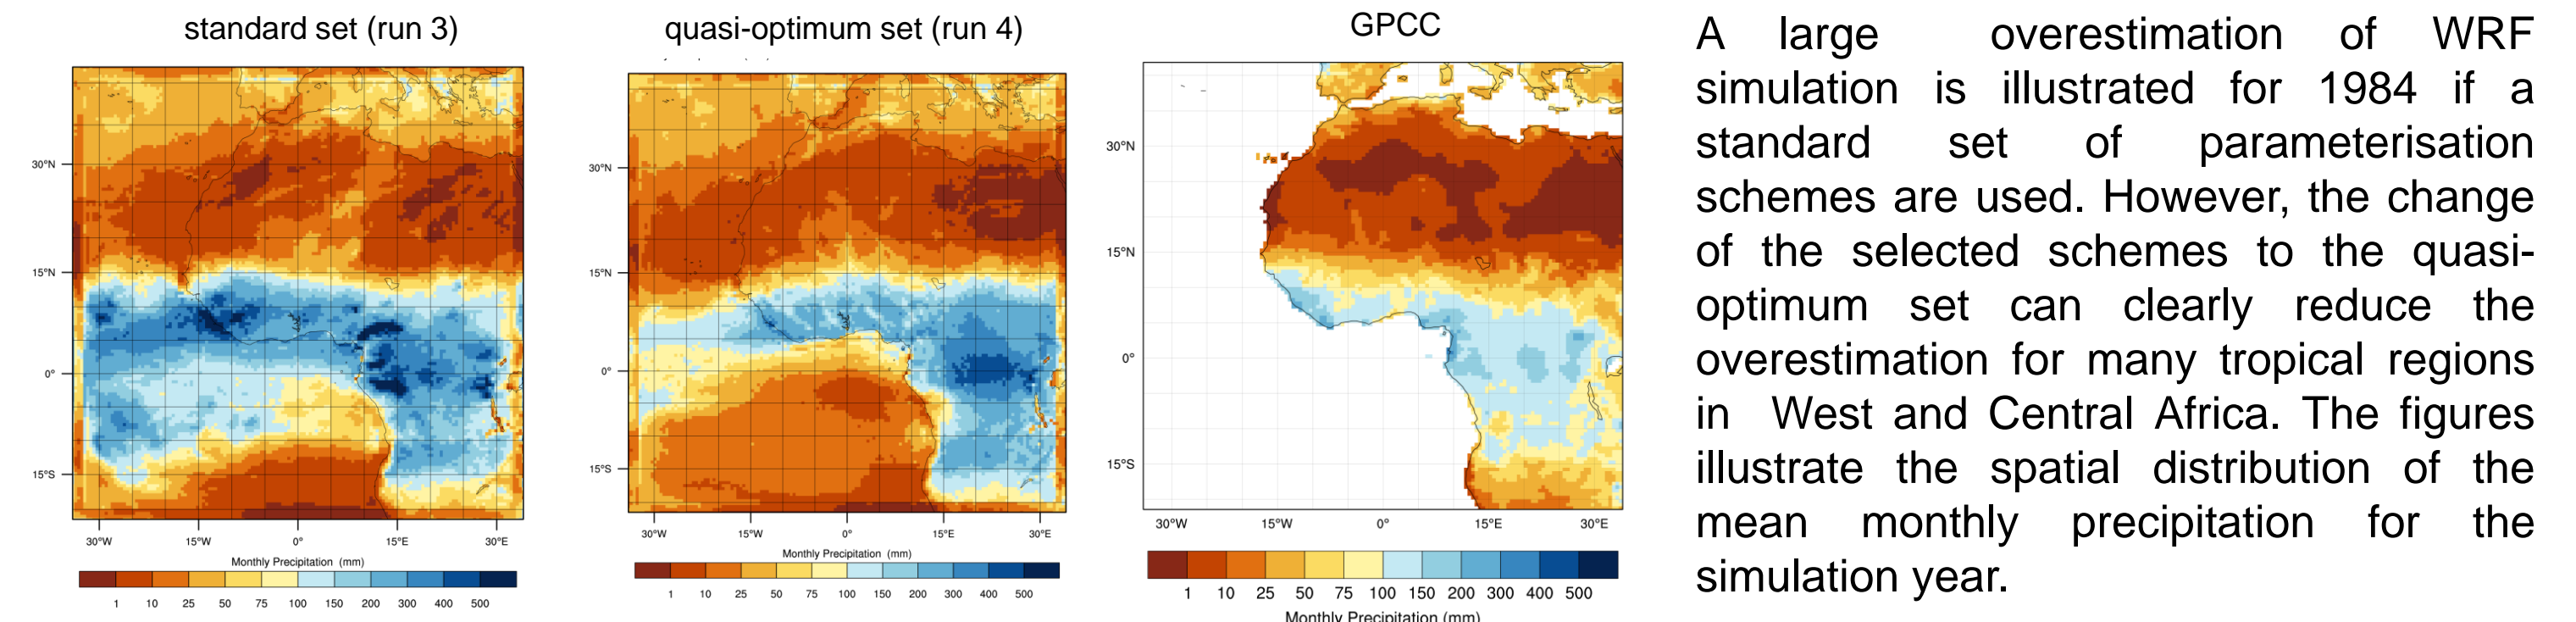 standard set (run 3)
30°N
15°N
0°
15°S
30°W 15°W 0° 15°E 30°E
Monthly Precipitation (mm)
1 10 25 50 75 100 150 200 300 400 500
quasi-optimum set (run 4)
30°N
15°N
0°
15°S
30°W 15°W 0° 15°E 30°E
Monthly Precipitation (mm)
1 10 25 50 75 100 150 200 300 400 500
GPCC
30°N
15°N
0°
15°S
30°W 15°W 0° 15°E 30°E
1 10 25 50 75 100 150 200 300 400 500
Monthly Precipitation (mm)
A large overestimation of WRF
simulation is illustrated for 1984 if a
standard set of parameterisation
schemes are used. However, the change
of the selected schemes to the quasi-
optimum set can clearly reduce the
overestimation for many tropical regions
in West and Central Africa. The figures
illustrate the spatial distribution of the
mean monthly precipitation for the
simulation year.